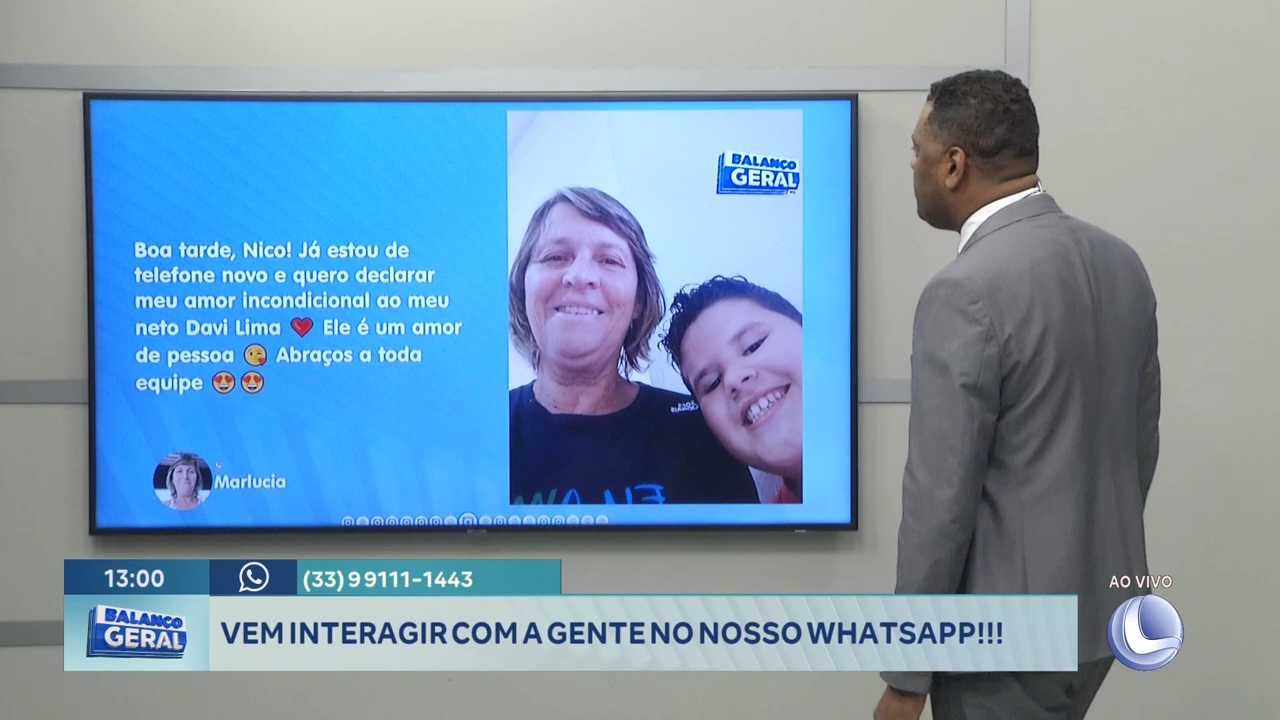 BALANÇO
GERAL
Boa tarde, Nico! Já estou de
telefone novo e quero declarar
meu amor incondicional ao meu
neto Davi Lima ❤️ Ele é um amor
de pessoa 😘 Abraços a toda
equipe 😍 😍
Marlucia
13:00
(33) 9 9111-1443
BALANÇO
GERAL
VEM INTERAGIR COM A GENTE NO NOSSO WHATSAPP!!!
AO VIVO